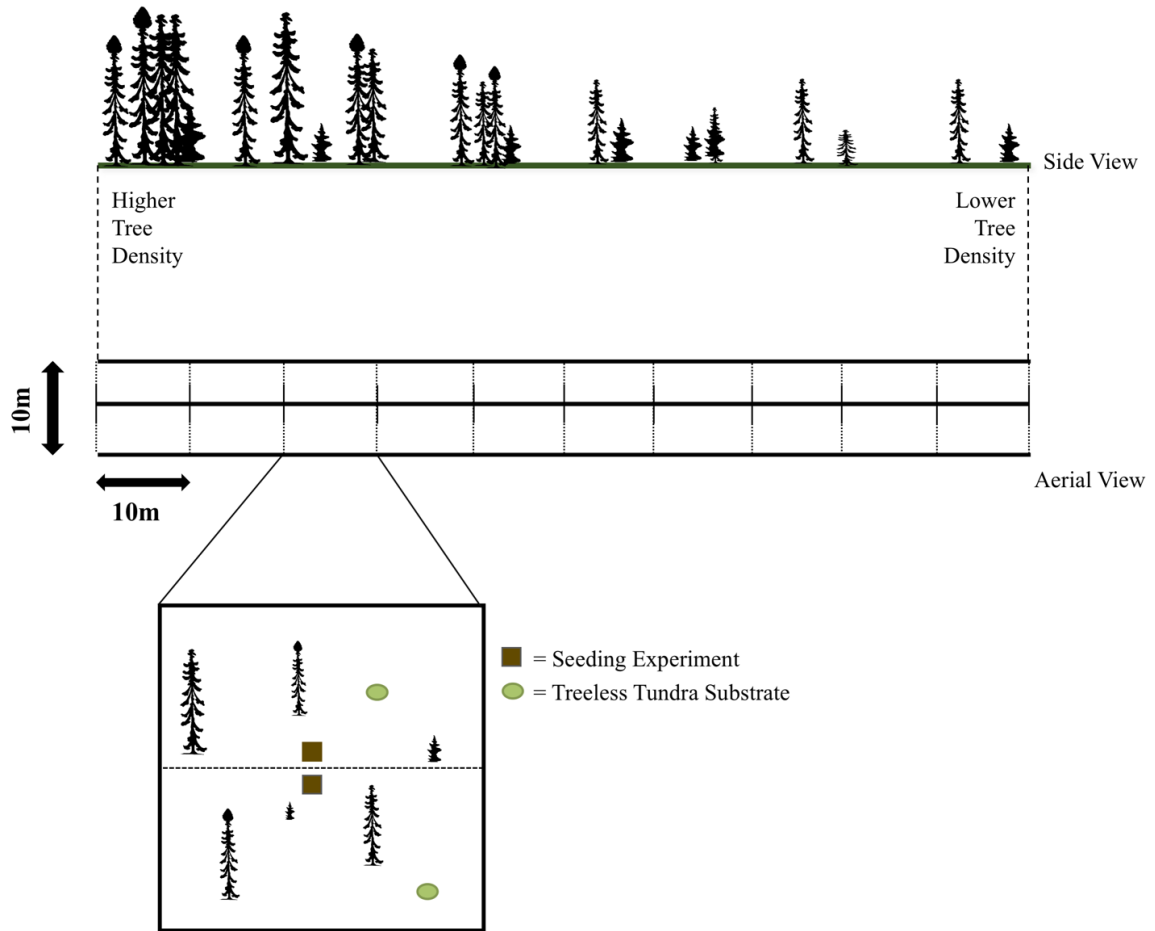 Side View
Higher
Tree
Density
Lower
Tree
Density
10m
Aerial View
10m
= Seeding Experiment
= Treeless Tundra Substrate